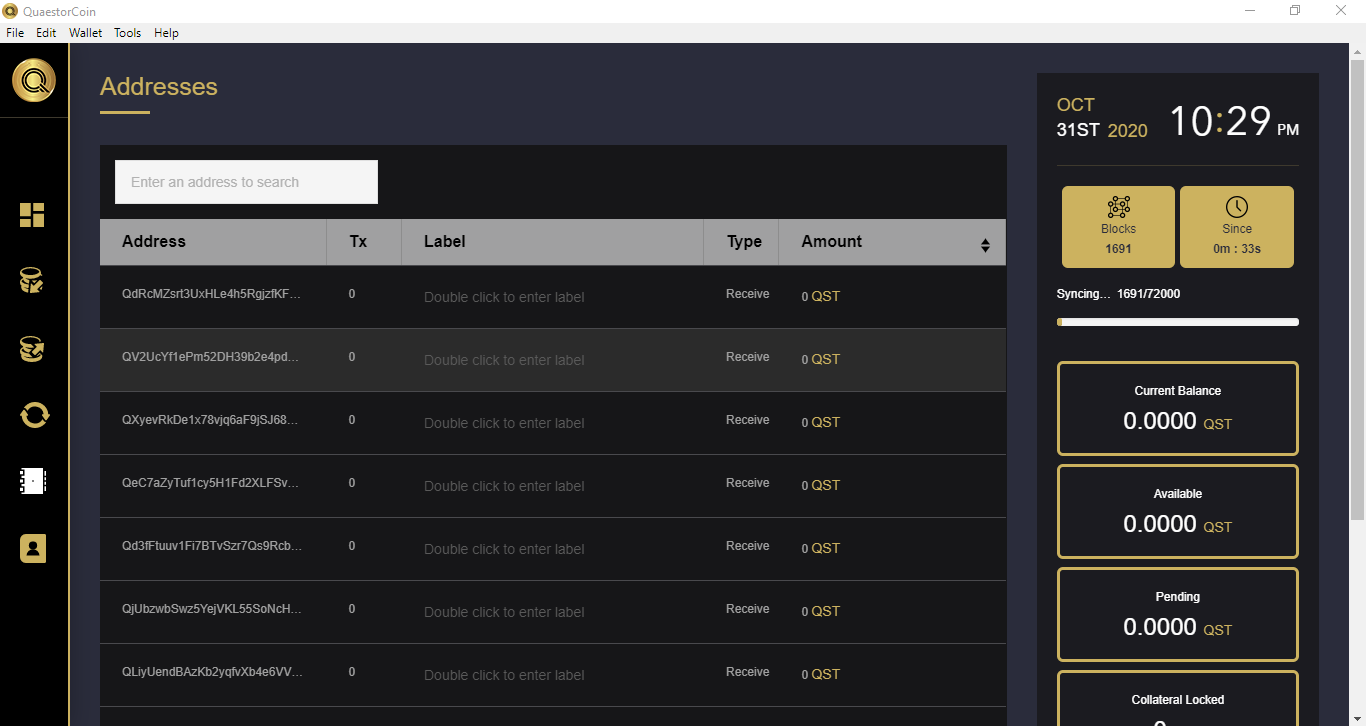 QuaestorCoin
File Edit Wallet Tools Help
Addresses
Enter an address to search
Address Tx Label Type Amount
QdRcMZsrt3UxHLe4h5RgjzfKF... 0 Double click to enter label Receive 0 QST
QV2UcYf1ePm52DH39b2e4pd... 0 Double click to enter label Receive 0 QST
QXyevRkDe1x78vjq6aF9jSJ68... 0 Double click to enter label Receive 0 QST
QeC7aZyTuf1cy5H1Fd2XLFSv... 0 Double click to enter label Receive 0 QST
Qd3fFtuuv1Fi7BTvSzr7Qs9Rcb... 0 Double click to enter label Receive 0 QST
QjUbzwbSwz5YejVKL55SoNcH... 0 Double click to enter label Receive 0 QST
QLiyUendBAzKb2yqfvXb4e6VV... 0 Double click to enter label Receive 0 QST
OCT
31ST 2020
10:29 PM
Blocks
1691
Since
0m : 33s
Syncing... 1691/72000
Current Balance
0.0000 QST
Available
0.0000 QST
Pending
0.0000 QST
Collateral Locked